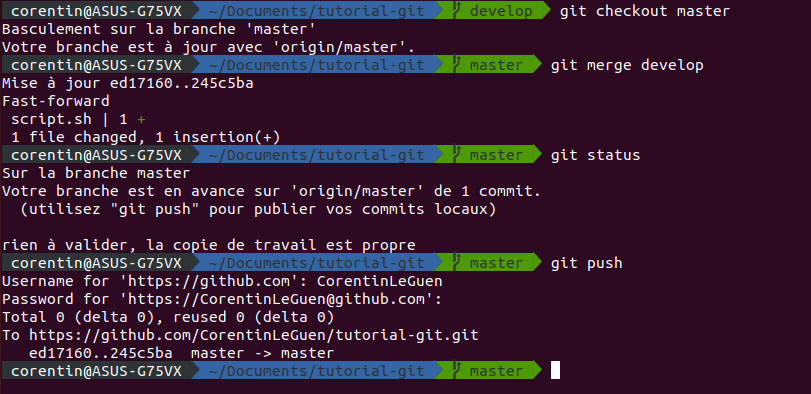 corentin@ASUS-G75VX ~/Documents/tutorial-git develop git checkout master
Basculement sur la branche 'master'
Votre branche est à jour avec 'origin/master'.
corentin@ASUS-G75VX ~/Documents/tutorial-git master git merge develop
Mise à jour ed17160..245c5ba
Fast-forward
script.sh | 1 +
1 file changed, 1 insertion(+)
corentin@ASUS-G75VX ~/Documents/tutorial-git master git status
Sur la branche master
Votre branche est en avance sur 'origin/master' de 1 commit.
(utilisez "git push" pour publier vos commits locaux)
rien à valider, la copie de travail est propre
corentin@ASUS-G75VX ~/Documents/tutorial-git master git push
Username for 'https://github.com': CorentinLeGuen
Password for 'https://CorentinLeGuen@github.com':
Total 0 (delta 0), reused 0 (delta 0)
To https://github.com/CorentinLeGuen/tutorial-git.git
ed17160..245c5ba master -> master
corentin@ASUS-G75VX ~/Documents/tutorial-git master